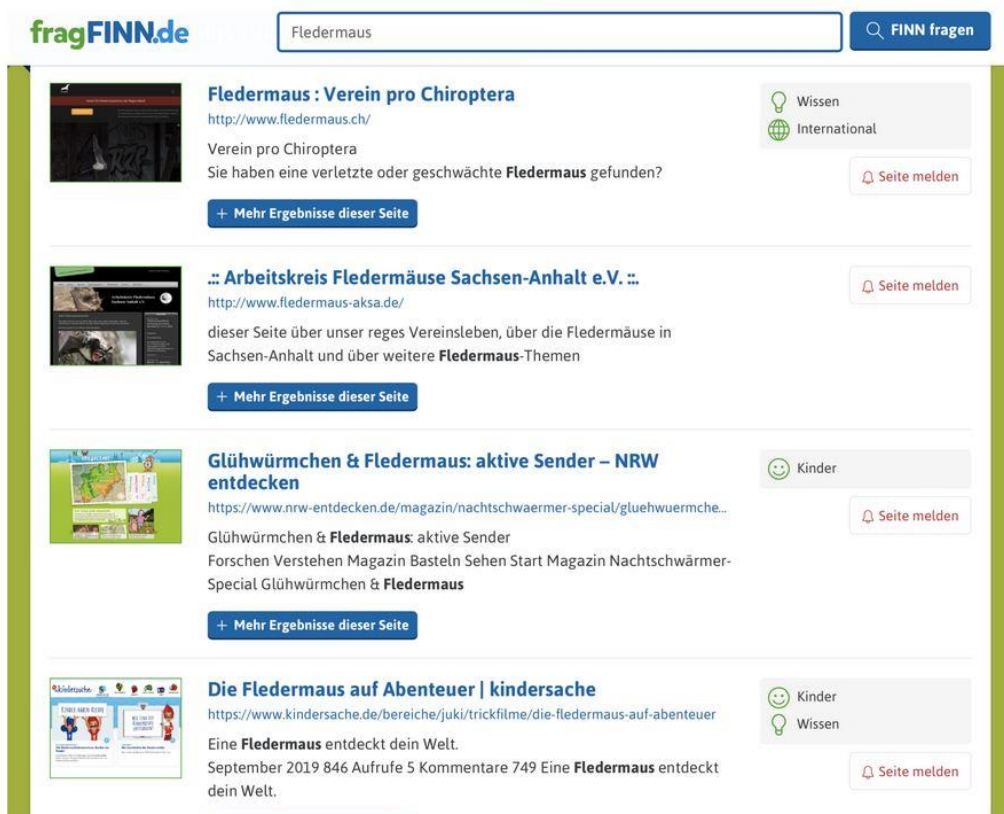 fragFINN.de
Fledermaus
FINN fragen
Fledermaus : Verein pro Chiroptera
http://www.fledermaus.ch/
Verein pro Chiroptera
Sie haben eine verletzte oder geschwächte Fledermaus gefunden?
+ Mehr Ergebnisse dieser Seite
Wissen
International
Seite melden
.:: Arbeitskreis Fledermäuse Sachsen-Anhalt e.V. ::.
http://www.fledermaus-aksa.de/
dieser Seite über unser reges Vereinsleben, über die Fledermäuse in
Sachsen-Anhalt und über weitere Fledermaus-Themen
+ Mehr Ergebnisse dieser Seite
Seite melden
Glühwürmchen & Fledermaus: aktive Sender – NRW
entdecken
https://www.nrw-entdecken.de/magazin/nachtschwaermer-special/gluehwuermche...
Glühwürmchen & Fledermaus: aktive Sender
Forschen Verstehen Magazin Basteln Sehen Start Magazin Nachtschwärmer-
Special Glühwürmchen & Fledermaus
+ Mehr Ergebnisse dieser Seite
Kinder
Seite melden
kindersache
Die Fledermaus auf Abenteuer | kindersache
https://www.kindersache.de/bereiche/juki/trickfilme/die-fledermaus-auf-abenteuer
Eine Fledermaus entdeckt dein Welt.
September 2019 846 Aufrufe 5 Kommentare 749 Eine Fledermaus entdeckt
dein Welt.
Kinder
Wissen
Seite melden